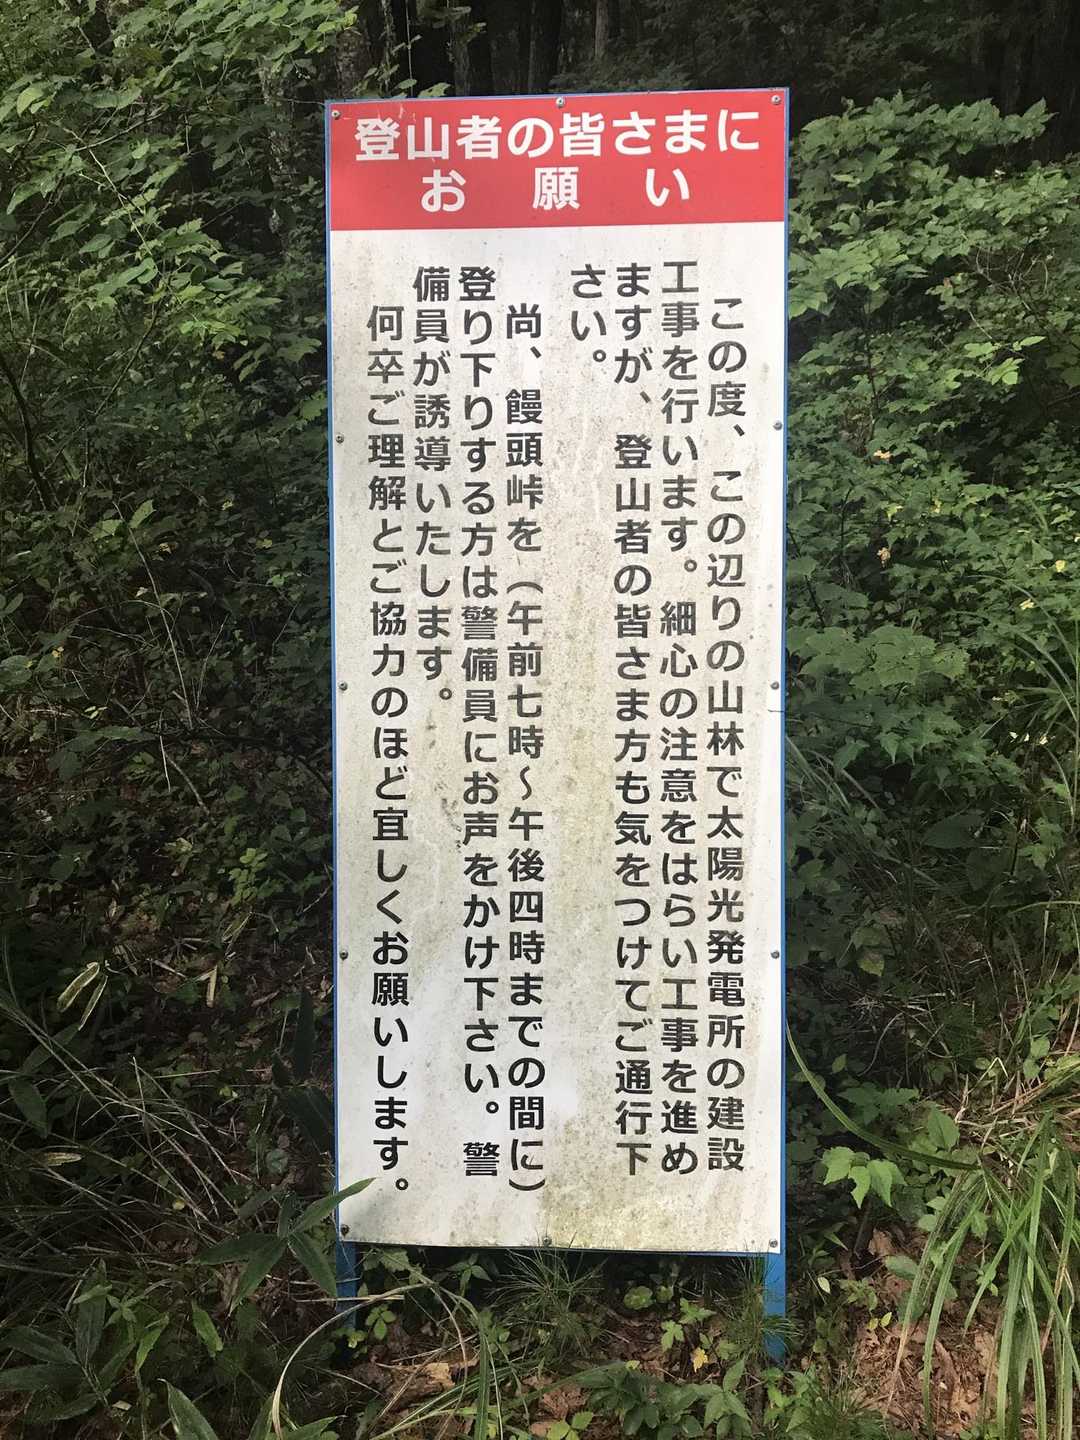 登山者の皆さまに
お願い
この度、この辺りの山林で太陽光発電所の建設
工事を行います。細心の注意をはらい工事を進め
ますが、登山者の皆さま方も気をつけてご通行下
さい。
尚、饅頭峠を（午前七時～午後四時までの間に）
登り下りする方は警備員にお声をかけ下さい。警
備員が誘導いたします。
何卒ご理解とご協力のほど宜しくお願いします。